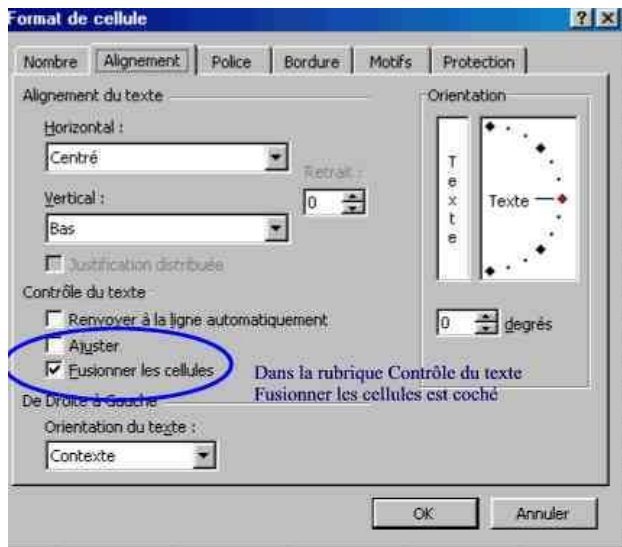 Format de cellule
Nombre Alignement Police Bordure Motifs Protection
Alignement du texte
Orientation
Horizontal :
Centré
Retrait :
Vertical :
0
Bas
Justification distribuée
Texte
Texte
Contrôle du texte
Renvoyer à la ligne automatiquement
0 degrés
Ajuster
Fusionner les cellules
Dans la rubrique Contrôle du texte
Fusionner les cellules est coché
De Droite à Gauche
Orientation du texte :
Contexte
OK Annuler